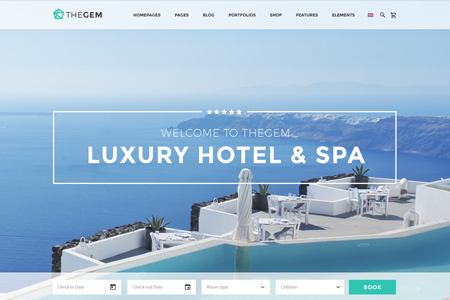 THEGEM
HOMEPAGES PAGES BLOG PORTFOLIOS SHOP FEATURES ELEMENTS
★★★★★
WELCOME TO THEGEM
LUXURY HOTEL & SPA
Check in Date Check out Date Room type Children BOOK